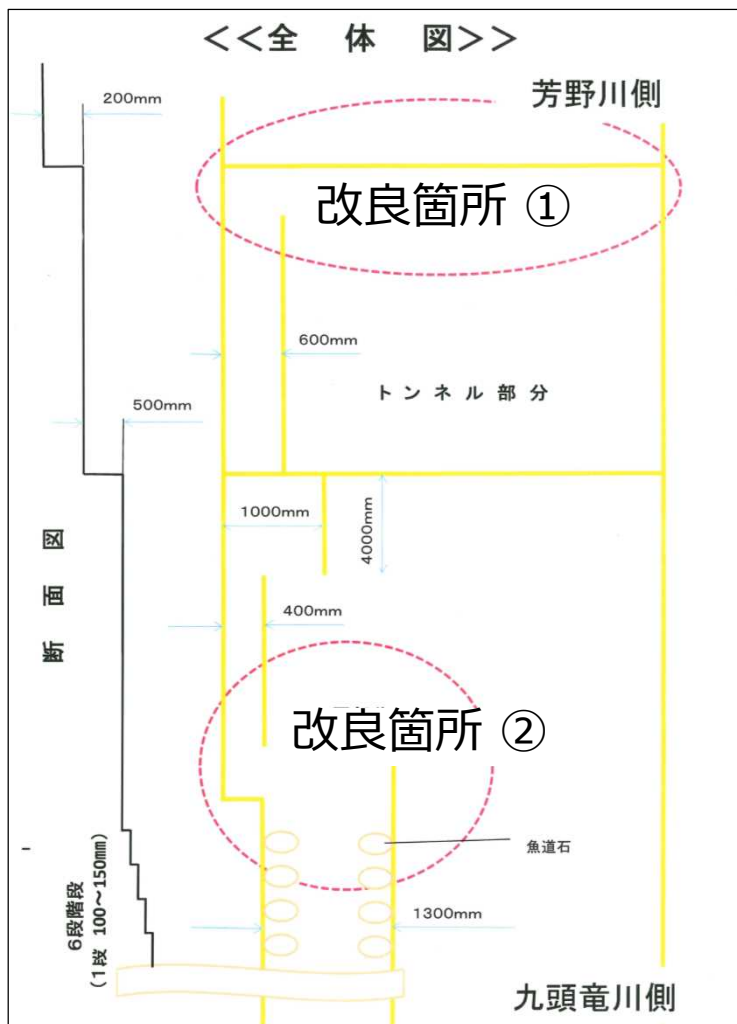 <<全 体 図>>
芳野川側
200mm
改良箇所 ①
600mm
トンネル部分
500mm
1000mm
4000mm
断面図
400mm
改良箇所 ②
魚道石
6段階段
(1段 100～150mm)
1300mm
九頭竜川側